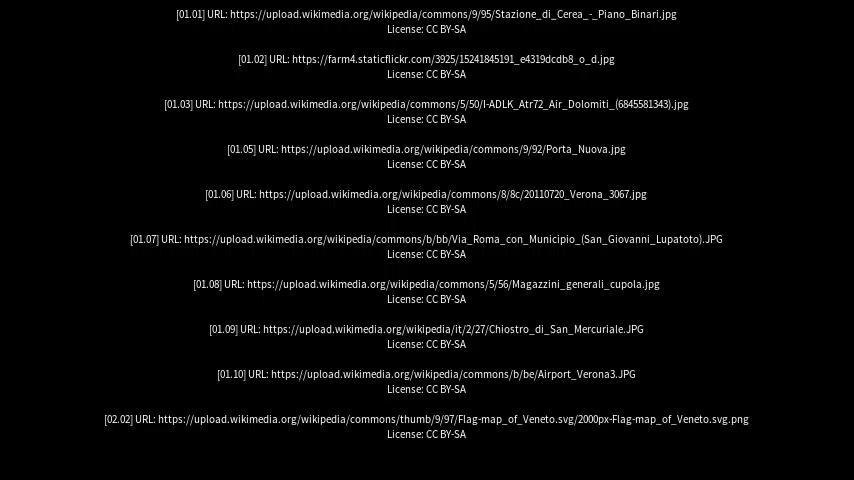 [01.01] URL: https://upload.wikimedia.org/wikipedia/commons/9/95/Stazione_di_Cerea_-_Piano_Binari.jpg
License: CC BY-SA
[01.02] URL: https://farm4.staticflickr.com/3925/15241845191_e4319dcdb8_o_d.jpg
License: CC BY-SA
[01.03] URL: https://upload.wikimedia.org/wikipedia/commons/5/50/I-ADLK_Atr72_Air_Dolomiti_(6845581343).jpg
License: CC BY-SA
[01.05] URL: https://upload.wikimedia.org/wikipedia/commons/9/92/Porta_Nuova.jpg
License: CC BY-SA
[01.06] URL: https://upload.wikimedia.org/wikipedia/commons/8/8c/20110720_Verona_3067.jpg
License: CC BY-SA
[01.07] URL: https://upload.wikimedia.org/wikipedia/commons/b/bb/Via_Roma_con_Municipio_(San_Giovanni_Lupatoto).JPG
License: CC BY-SA
[01.08] URL: https://upload.wikimedia.org/wikipedia/commons/5/56/Magazzini_generali_cupola.jpg
License: CC BY-SA
[01.09] URL: https://upload.wikimedia.org/wikipedia/it/2/27/Chiostro_di_San_Mercuriale.JPG
License: CC BY-SA
[01.10] URL: https://upload.wikimedia.org/wikipedia/commons/b/be/Airport_Verona3.JPG
License: CC BY-SA
[02.02] URL: https://upload.wikimedia.org/wikipedia/commons/thumb/9/97/Flag-map_of_Veneto.svg/2000px-Flag-map_of_Veneto.svg.png
License: CC BY-SA